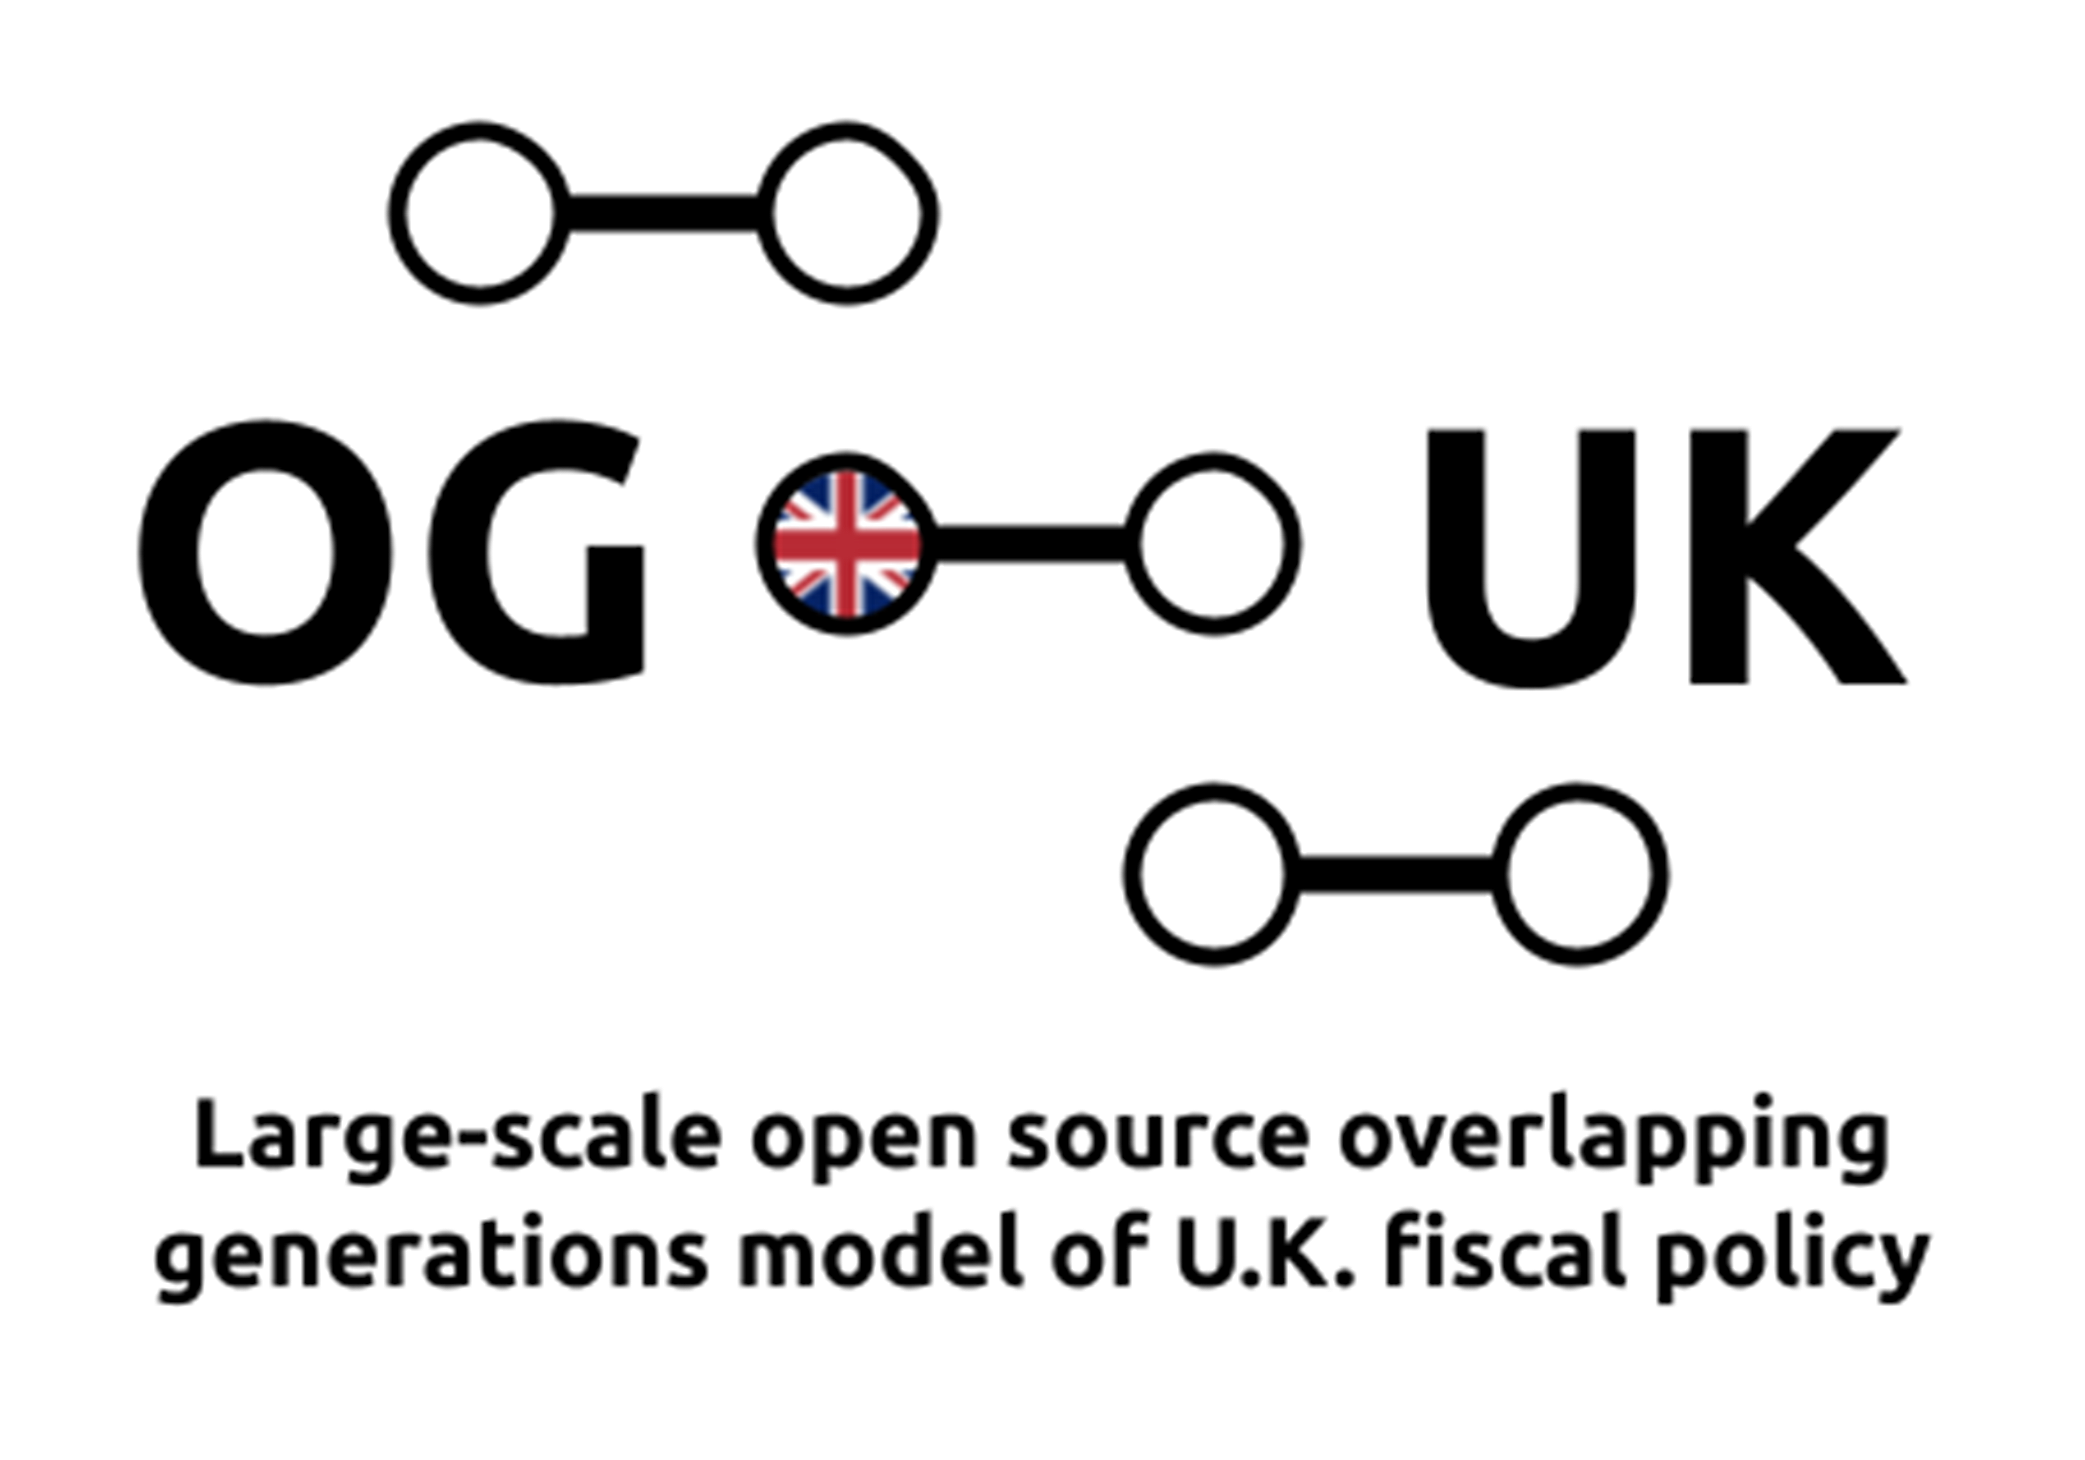 OG UK
Large-scale open source overlapping
generations model of U.K. fiscal policy